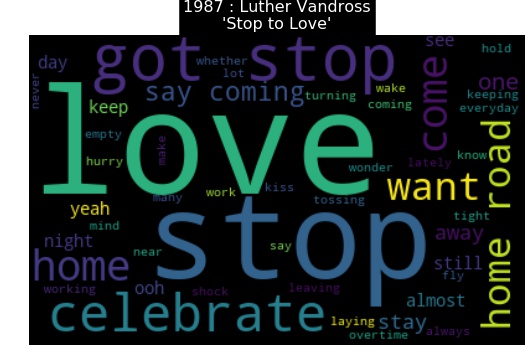 1987 : Luther Vandross
'Stop to Love'
day
got stop
whether
lot
see
hold
never
say coming
turning
wake
coming
come
one
keeping
everyday
keep
love
empty
hurry
make
wonder
know
road
many
work
kiss
want
yeah
tossing
tight
mind
stop
night
near
say
away
home
still
fly
home
working
ooh
shock
leaving
almost
celebrate
laying
stay
always
overtime
lately